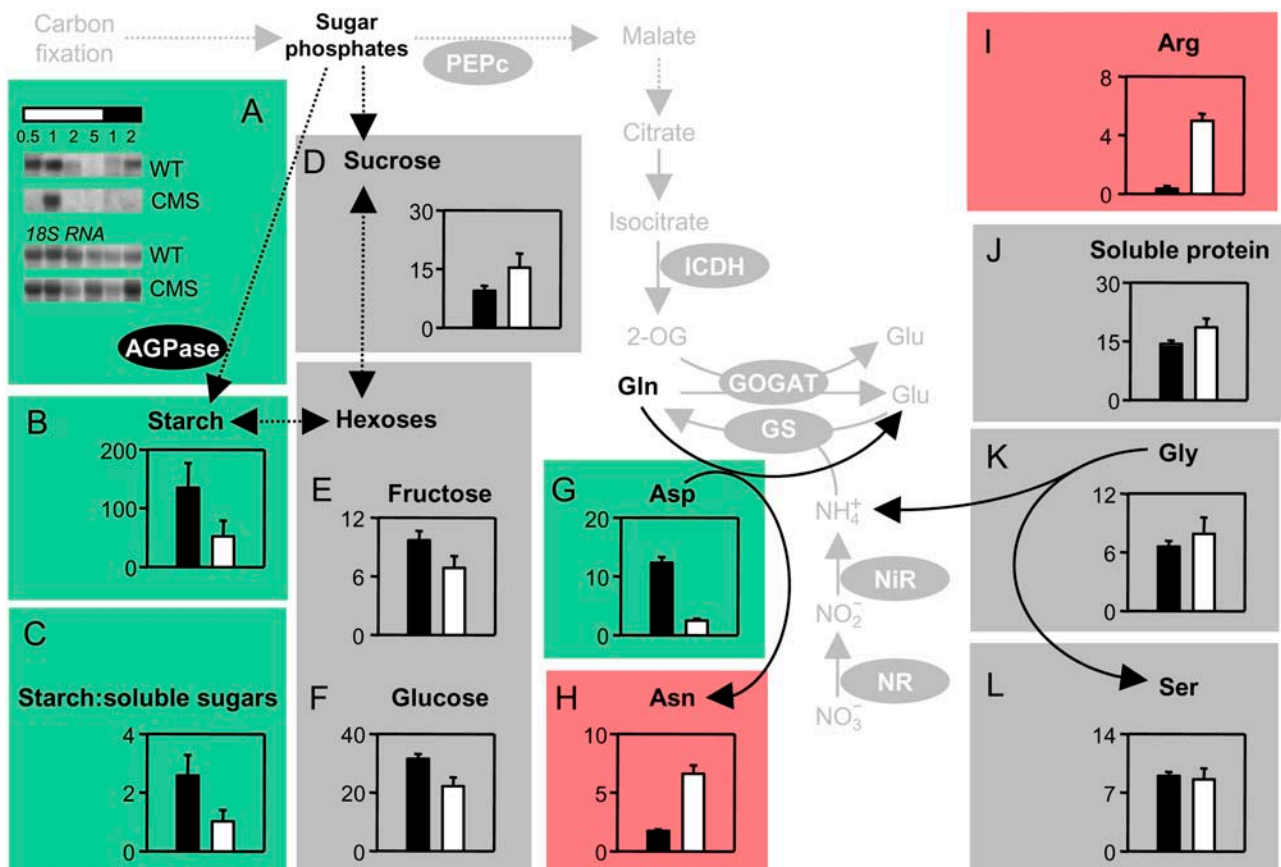 Carbon
fixation
Sugar
phosphates
PEPc
Malate
Citrate
Isocitrate
ICDH
2-OG
Glu
GOGAT
Gln
Glu
GS
NH4+
NiR
NO2−
NR
NO3−
A
0.5 1 2 5 1 2
WT
CMS
18S RNA
WT
CMS
AGPase
B
Starch
200
100
0
C
Starch:soluble sugars
4
2
0
D
Sucrose
30
15
0
Hexoses
E
Fructose
12
6
0
F
Glucose
40
20
0
G
Asp
20
10
0
H
Asn
10
5
0
I
Arg
8
4
0
J
Soluble protein
30
15
0
K
Gly
12
6
0
L
Ser
14
7
0